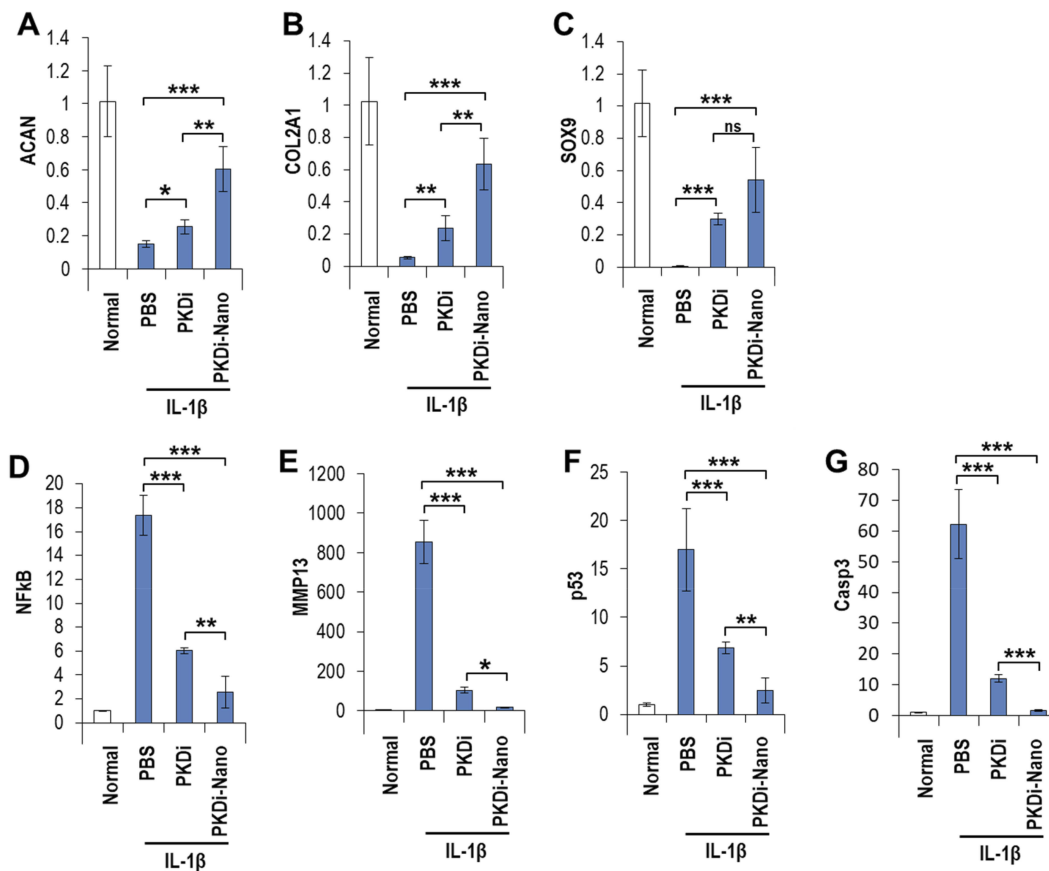 A
ACAN
1.4
1.2
1
0.8
0.6
0.4
0.2
0
***
**
*
Normal
PBS
PKDi
PKDi-Nano
IL-1β
B
COL2A1
1.4
1.2
1
0.8
0.6
0.4
0.2
0
***
**
**
Normal
PBS
PKDi
PKDi-Nano
IL-1β
C
SOX9
1.4
1.2
1
0.8
0.6
0.4
0.2
0
***
ns
***
Normal
PBS
PKDi
PKDi-Nano
IL-1β
D
NFkB
20
18
16
14
12
10
8
6
4
2
0
***
***
**
Normal
PBS
PKDi
PKDi-Nano
IL-1β
E
MMP13
1200
1000
800
600
400
200
0
***
***
*
Normal
PBS
PKDi
PKDi-Nano
IL-1β
F
p53
25
20
15
10
5
0
***
***
**
Normal
PBS
PKDi
PKDi-Nano
IL-1β
G
Casp3
80
70
60
50
40
30
20
10
0
***
***
***
Normal
PBS
PKDi
PKDi-Nano
IL-1β